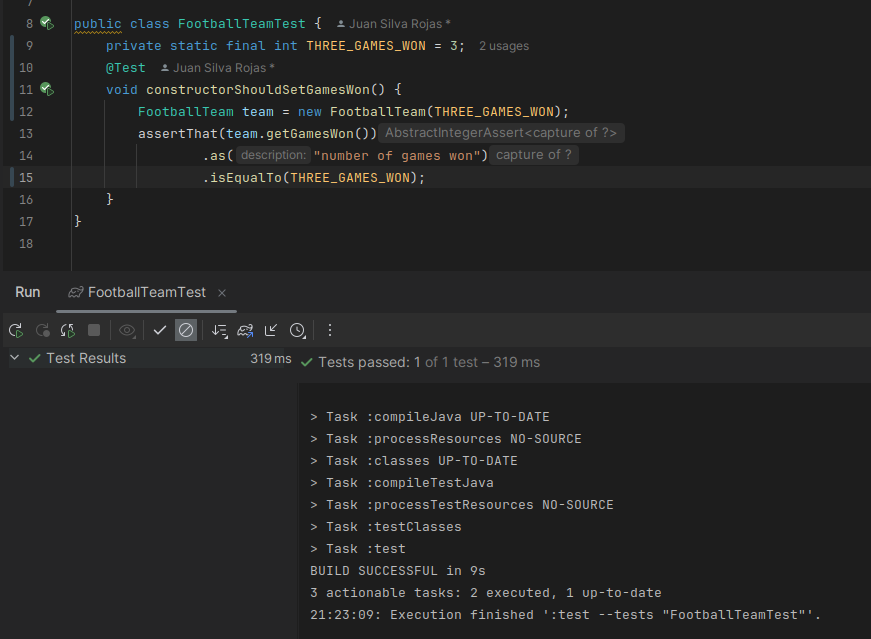 7
8 public class FootballTeamTest { Juan Silva Rojas *
9 private static final int THREE_GAMES_WON = 3; 2 usages
10 @Test Juan Silva Rojas *
11 void constructorShouldSetGamesWon() {
12 FootballTeam team = new FootballTeam(THREE_GAMES_WON);
13 assertThat(team.getGamesWon()) AbstractIntegerAssert<capture of ?>
14 .as( description: "number of games won") capture of ?
15 .isEqualTo(THREE_GAMES_WON);
16 }
17 }
18
Run FootballTeamTest ×
Test Results 319 ms
Tests passed: 1 of 1 test – 319 ms
> Task :compileJava UP-TO-DATE
> Task :processResources NO-SOURCE
> Task :classes UP-TO-DATE
> Task :compileTestJava
> Task :processTestResources NO-SOURCE
> Task :testClasses
> Task :test
BUILD SUCCESSFUL in 9s
3 actionable tasks: 2 executed, 1 up-to-date
21:23:09: Execution finished ':test --tests "FootballTeamTest"'.